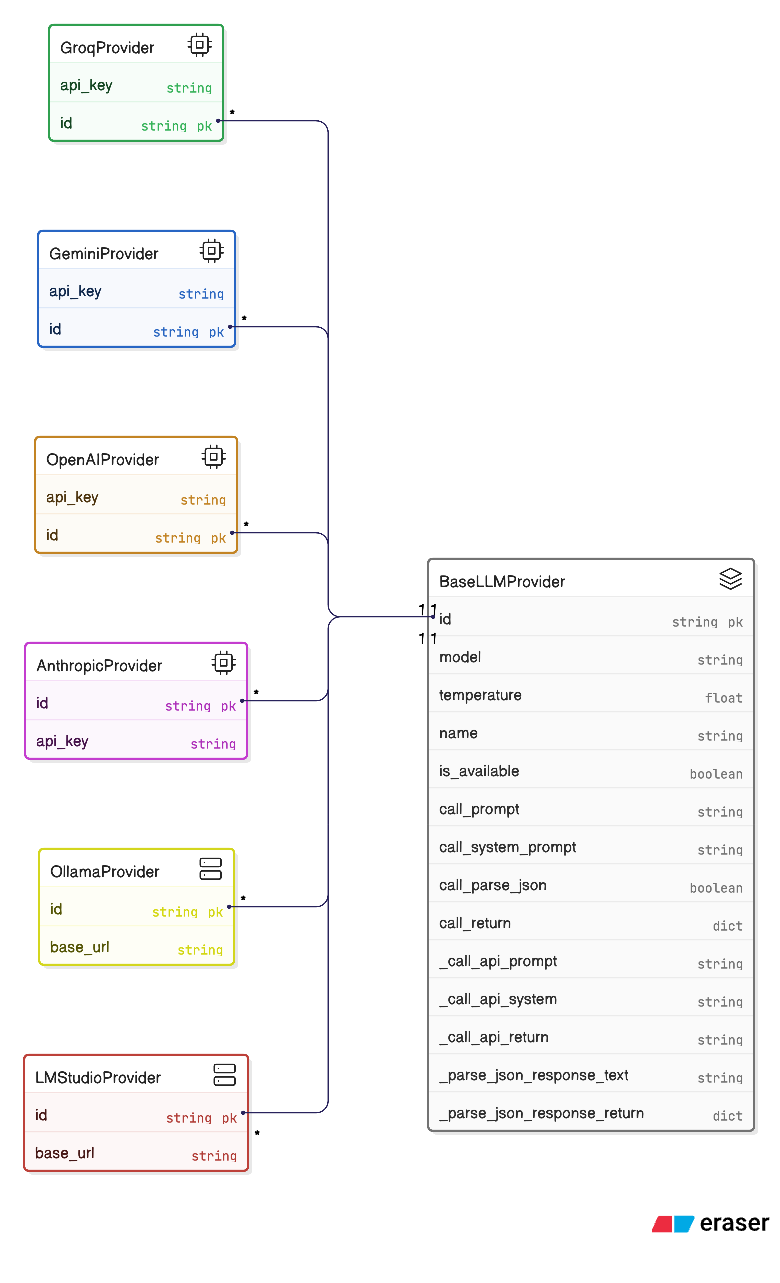 GroqProvider
api_key string
id string pk
*
GeminiProvider
api_key string
id string pk
*
OpenAIProvider
api_key string
id string pk
*
AnthropicProvider
id string pk
api_key string
*
OllamaProvider
id string pk
base_url string
*
LMStudioProvider
id string pk
base_url string
*
BaseLLMProvider
1 1
id string pk
1 1
model string
temperature float
name string
is_available boolean
call_prompt string
call_system_prompt string
call_parse_json boolean
call_return dict
_call_api_prompt string
_call_api_system string
_call_api_return string
_parse_json_response_text string
_parse_json_response_return dict
eraser